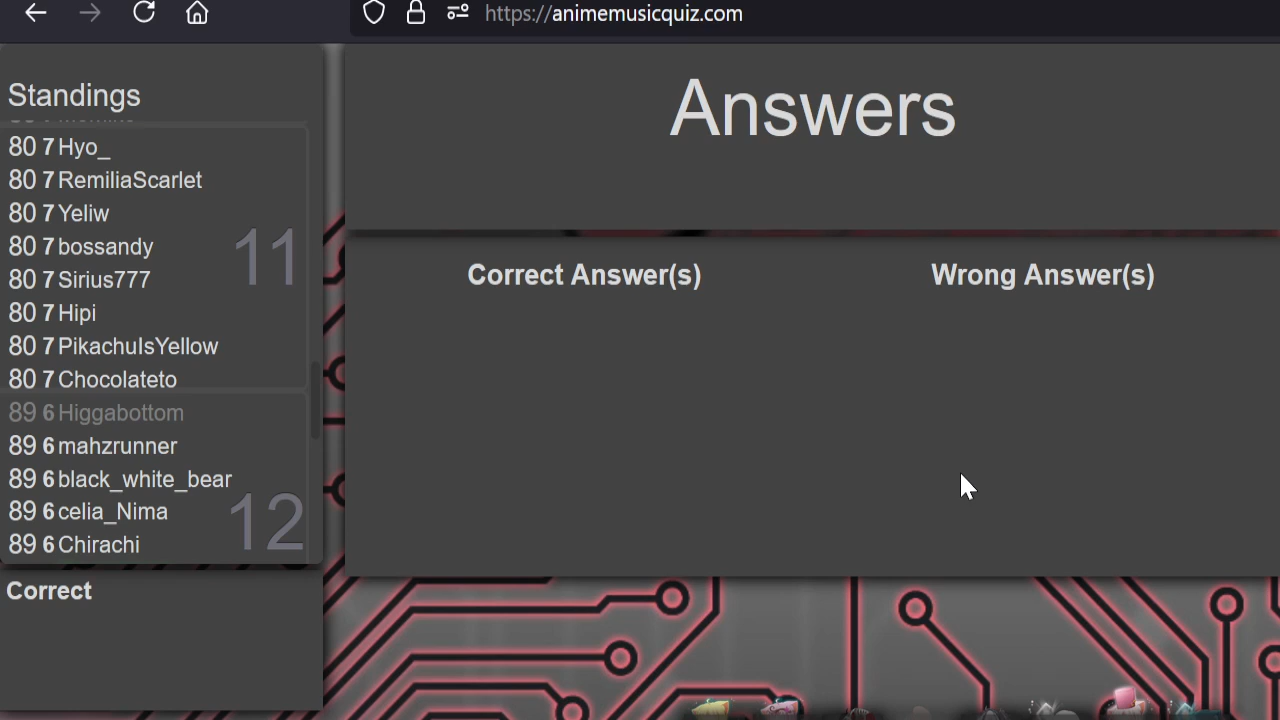 https://animemusicquiz.com
Standings
80 7 Hyo_
80 7 RemiliaScarlet
80 7 Yeliw
80 7 bossandy
11
80 7 Sirius777
80 7 Hipi
80 7 PikachuIsYellow
80 7 Chocolateto
89 6 Higgabottom
89 6 mahzrunner
89 6 black_white_bear
89 6 celia_Nima
12
89 6 Chirachi
Correct
Answers
Correct Answer(s)
Wrong Answer(s)